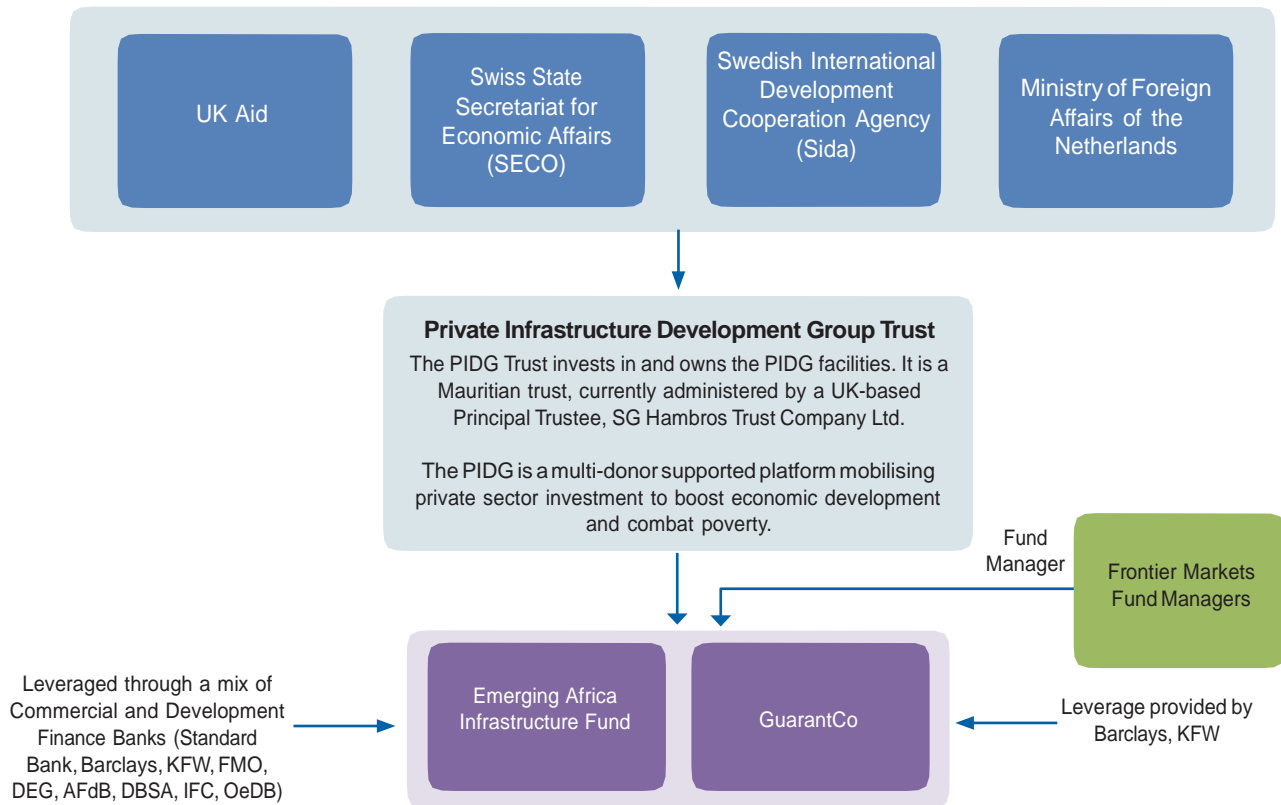 UK Aid
Swiss State
Secretariat for
Economic Affairs
(SECO)
Swedish International
Development
Cooperation Agency
(Sida)
Ministry of Foreign
Affairs of the
Netherlands
Private Infrastructure Development Group Trust
The PIDG Trust invests in and owns the PIDG facilities. It is a
Mauritian trust, currently administered by a UK-based
Principal Trustee, SG Hambros Trust Company Ltd.
The PIDG is a multi-donor supported platform mobilising
private sector investment to boost economic development
and combat poverty.
Fund
Manager
Frontier Markets
Fund Managers
Leveraged through a mix of
Commercial and Development
Finance Banks (Standard
Bank, Barclays, KFW, FMO,
DEG, AFdB, DBSA, IFC, OeDB)
Emerging Africa
Infrastructure Fund
GuarantCo
Leverage provided by
Barclays, KFW